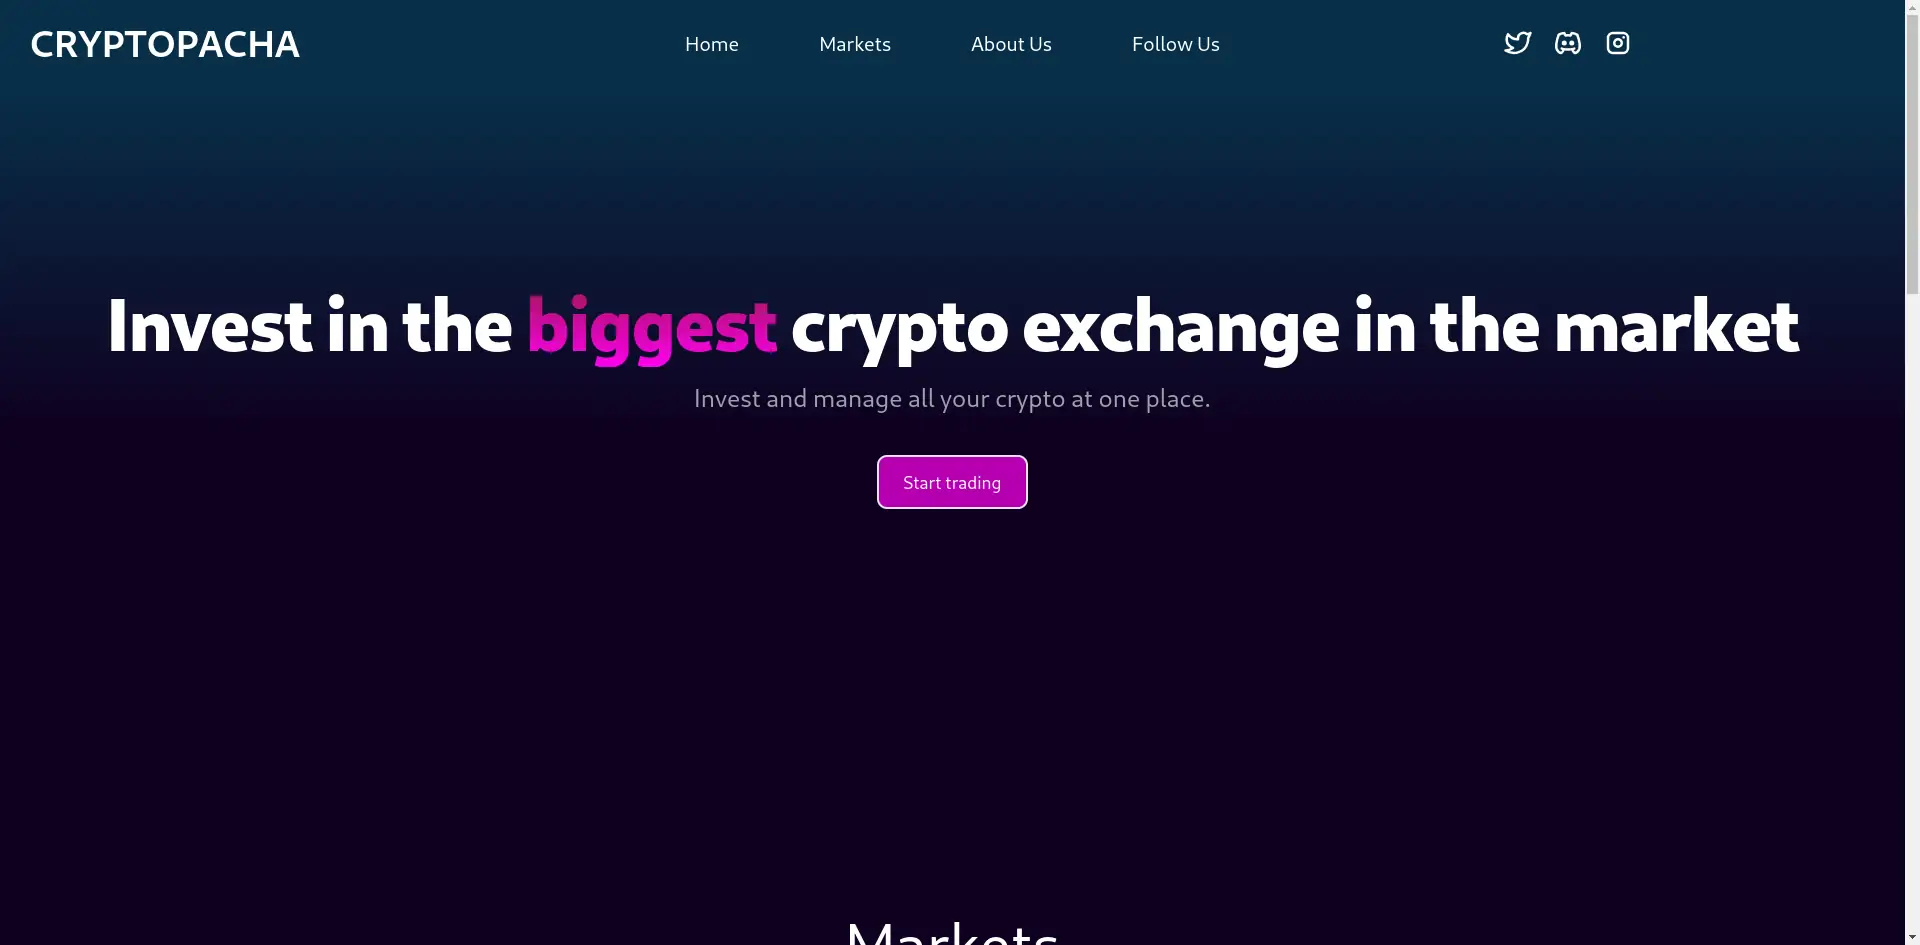 CRYPTOPACHA
Home
Markets
About Us
Follow Us
Invest in the biggest crypto exchange in the market
Invest and manage all your crypto at one place.
Start trading
Markets